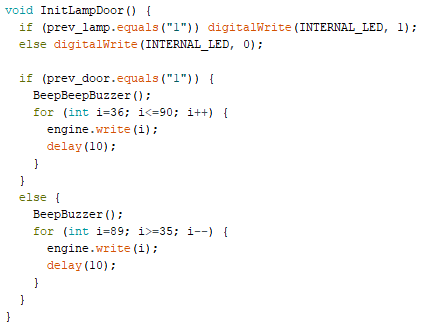 void InitLampDoor() {
  if (prev_lamp.equals("1")) digitalWrite(INTERNAL_LED, 1);
  else digitalWrite(INTERNAL_LED, 0);

  if (prev_door.equals("1")) {
    BeepBeepBuzzer();
    for (int i=36; i<=90; i++) {
      engine.write(i);
      delay(10);
    }
  }
  else {
    BeepBuzzer();
    for (int i=89; i>=35; i--) {
      engine.write(i);
      delay(10);
    }
  }
}